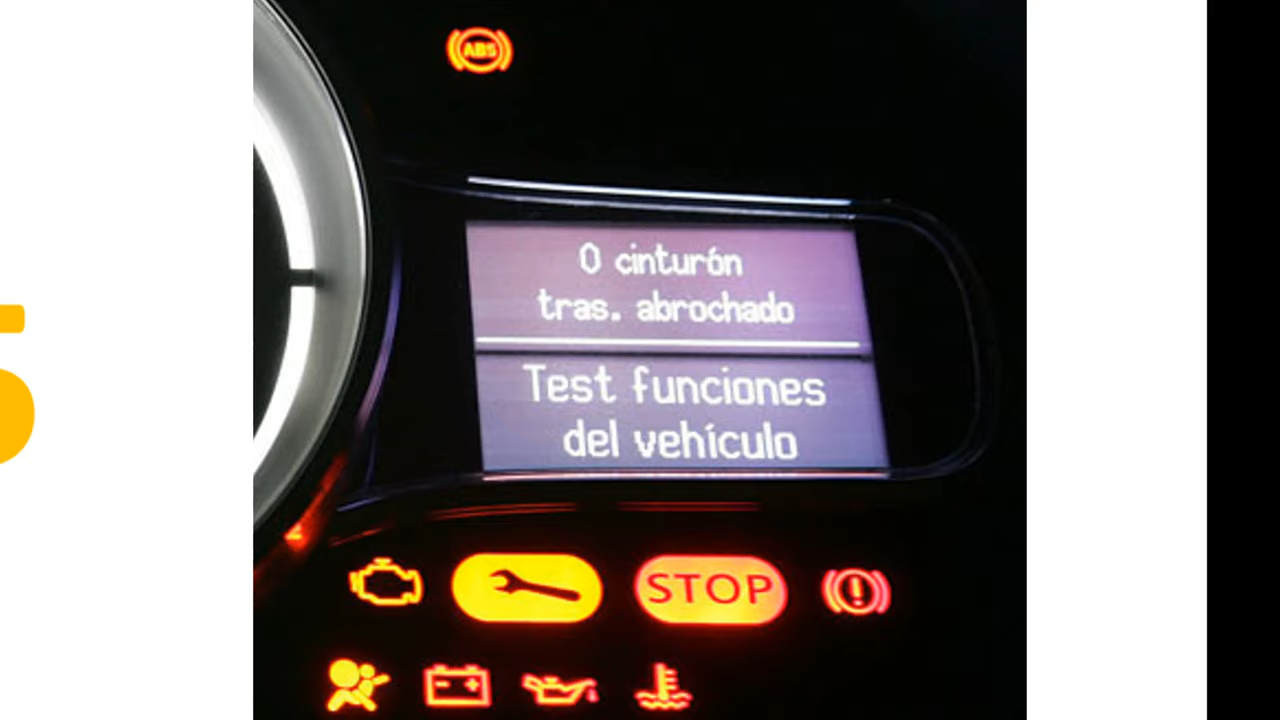 ABS
0 cinturón
tras. abrochado
Test funciones
del vehículo
STOP